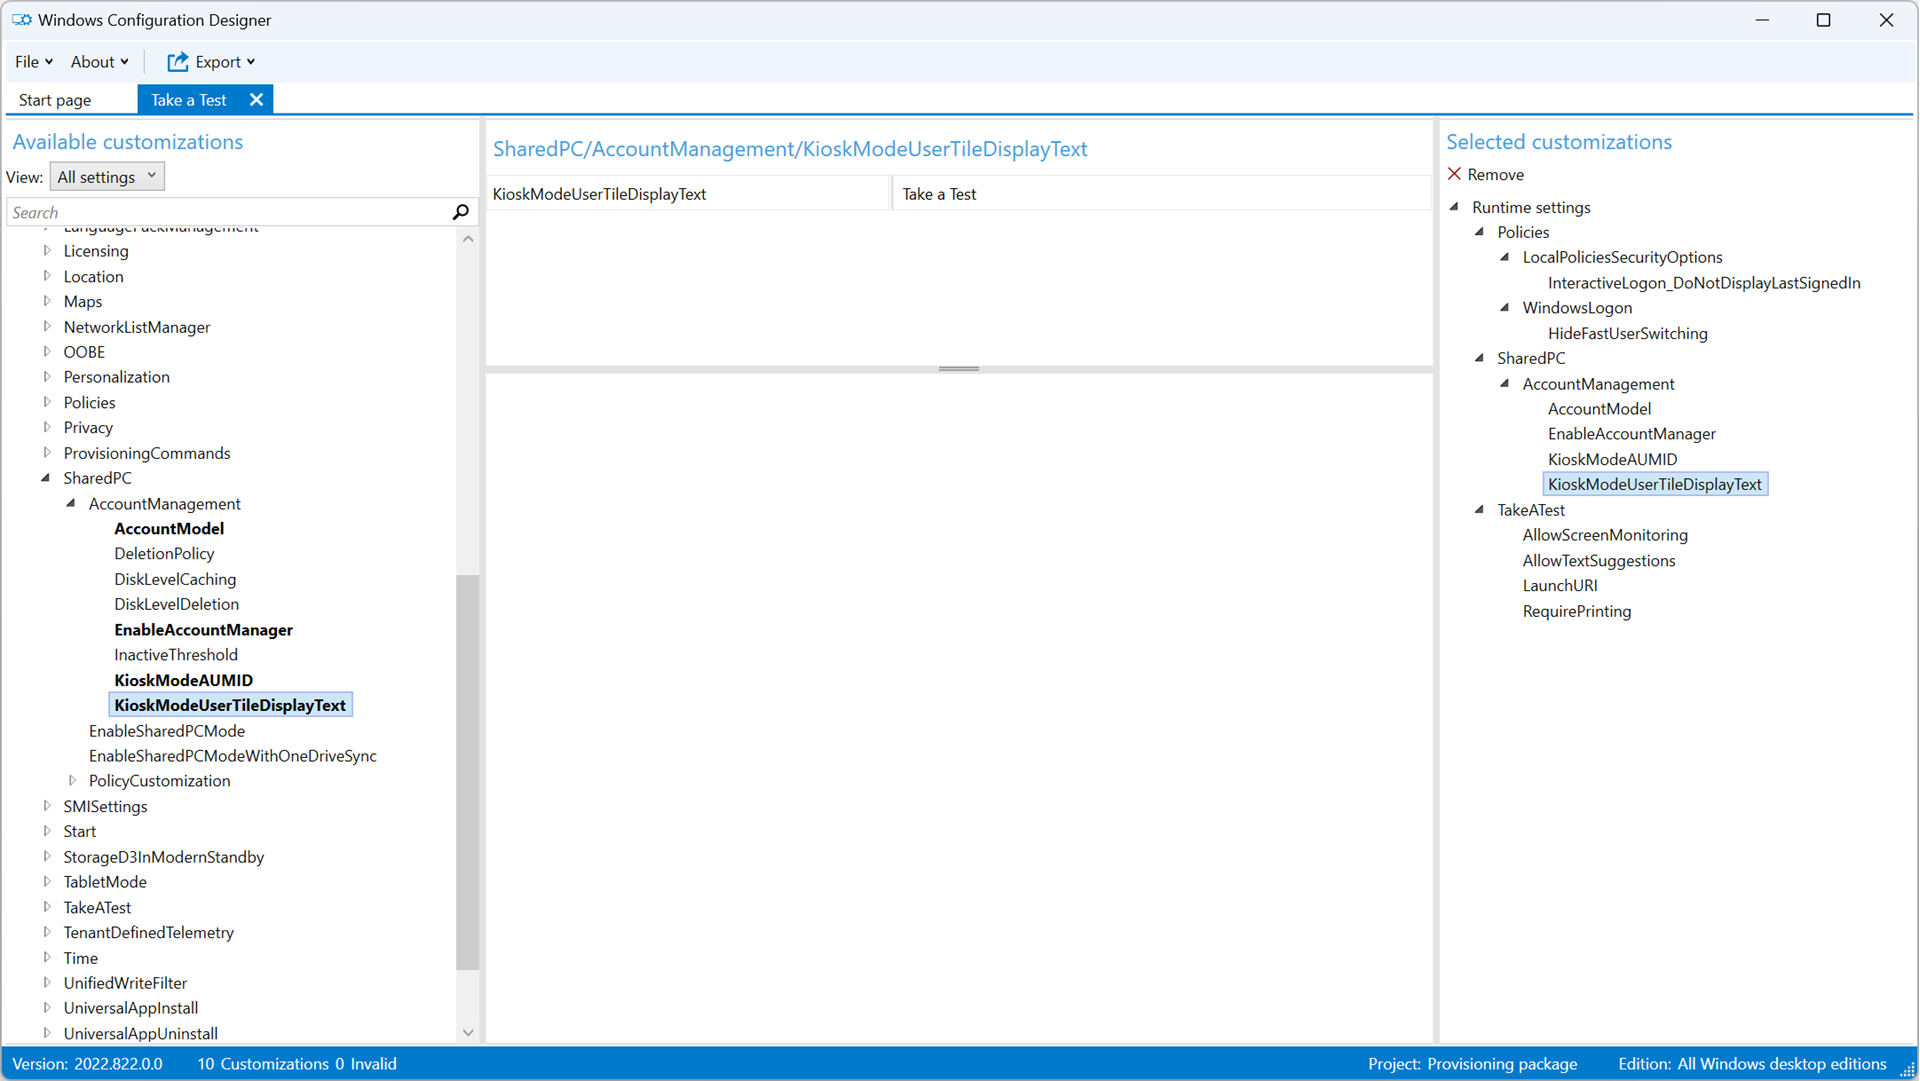 Windows Configuration Designer
File About Export
Start page Take a Test
Available customizations
View: All settings
Search
LanguagePackManagement
Licensing
Location
Maps
NetworkListManager
OOBE
Personalization
Policies
Privacy
ProvisioningCommands
SharedPC
AccountManagement
AccountModel
DeletionPolicy
DiskLevelCaching
DiskLevelDeletion
EnableAccountManager
InactiveThreshold
KioskModeAUMID
KioskModeUserTileDisplayText
EnableSharedPCMode
EnableSharedPCModeWithOneDriveSync
PolicyCustomization
SMISettings
Start
StorageD3InModernStandby
TabletMode
TakeATest
TenantDefinedTelemetry
Time
UnifiedWriteFilter
UniversalAppInstall
UniversalAppUninstall
SharedPC/AccountManagement/KioskModeUserTileDisplayText
KioskModeUserTileDisplayText Take a Test
Selected customizations
Remove
Runtime settings
Policies
LocalPoliciesSecurityOptions
InteractiveLogon_DoNotDisplayLastSignedIn
WindowsLogon
HideFastUserSwitching
SharedPC
AccountManagement
AccountModel
EnableAccountManager
KioskModeAUMID
KioskModeUserTileDisplayText
TakeATest
AllowScreenMonitoring
AllowTextSuggestions
LaunchURI
RequirePrinting
Version: 2022.822.0.0 10 Customizations 0 Invalid Project: Provisioning package Edition: All Windows desktop editions